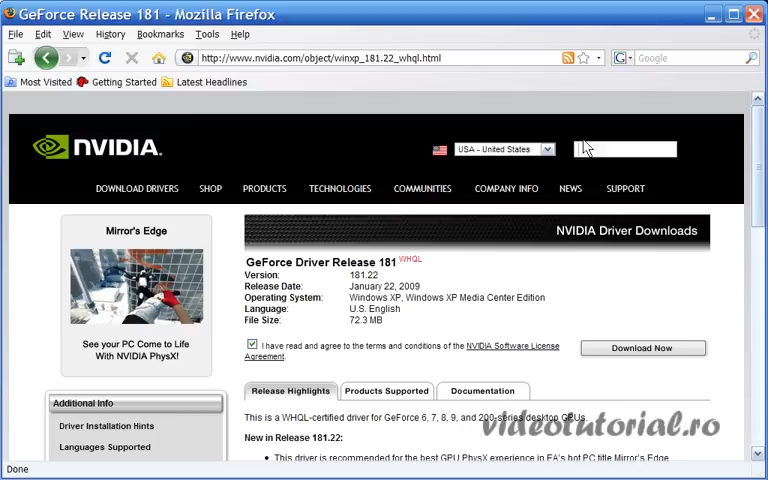 GeForce Release 181 - Mozilla Firefox
File Edit View History Bookmarks Tools Help
http://www.nvidia.com/object/winxp_181.22_whql.html
G Google
Most Visited Getting Started Latest Headlines
NVIDIA.
USA - United States
DOWNLOAD DRIVERS SHOP PRODUCTS TECHNOLOGIES COMMUNITIES COMPANY INFO NEWS SUPPORT
Mirror's Edge
See your PC Come to Life
With NVIDIA PhysX!
Additional Info
Driver Installation Hints
Languages Supported
NVIDIA Driver Downloads
GeForce Driver Release 181 WHQL
Version: 181.22
Release Date: January 22, 2009
Operating System: Windows XP, Windows XP Media Center Edition
Language: U.S. English
File Size: 72.3 MB
I have read and agree to the terms and conditions of the NVIDIA Software License
Agreement.
Download Now
Release Highlights Products Supported Documentation
This is a WHQL-certified driver for GeForce 6, 7, 8, 9, and 200-series desktop GPUs.
New in Release 181.22:
This driver is recommended for the best GPU PhysX experience in EA's hot PC title Mirror's Edge.
videotutorial.ro
Done